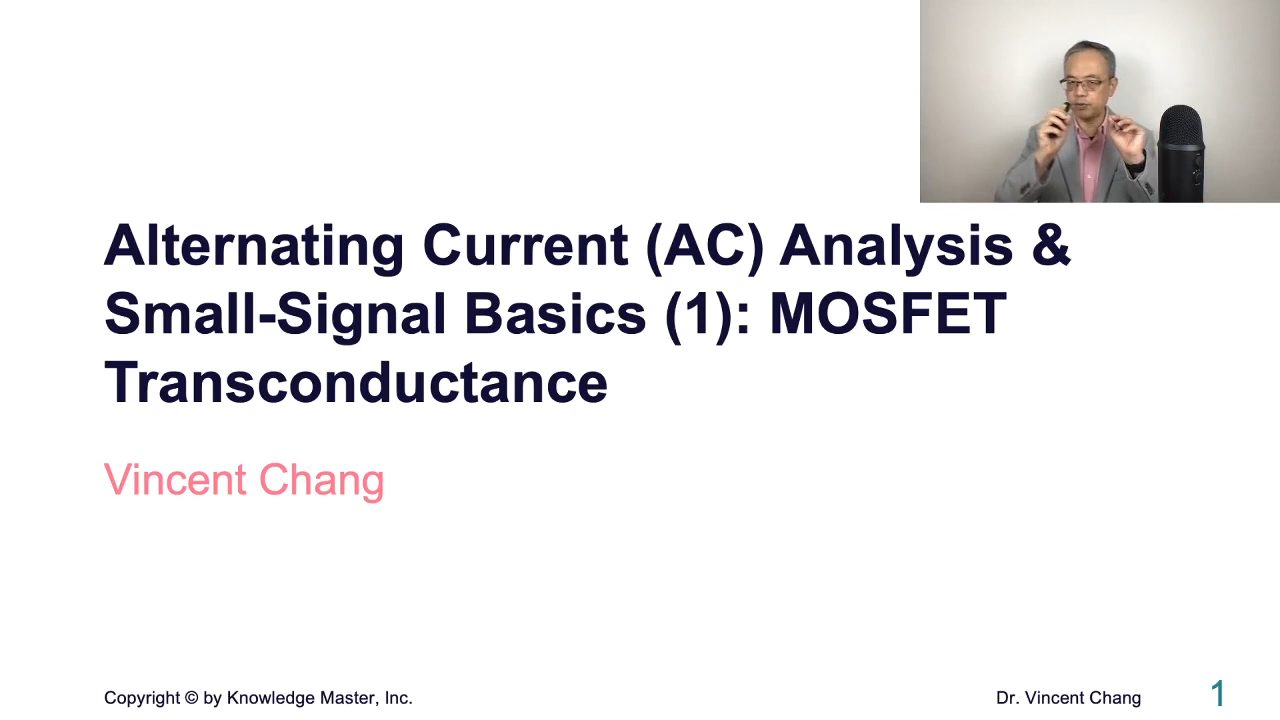 Alternating Current (AC) Analysis &
Small-Signal Basics (1): MOSFET
Transconductance
Vincent Chang
Copyright © by Knowledge Master, Inc.
Dr. Vincent Chang
1